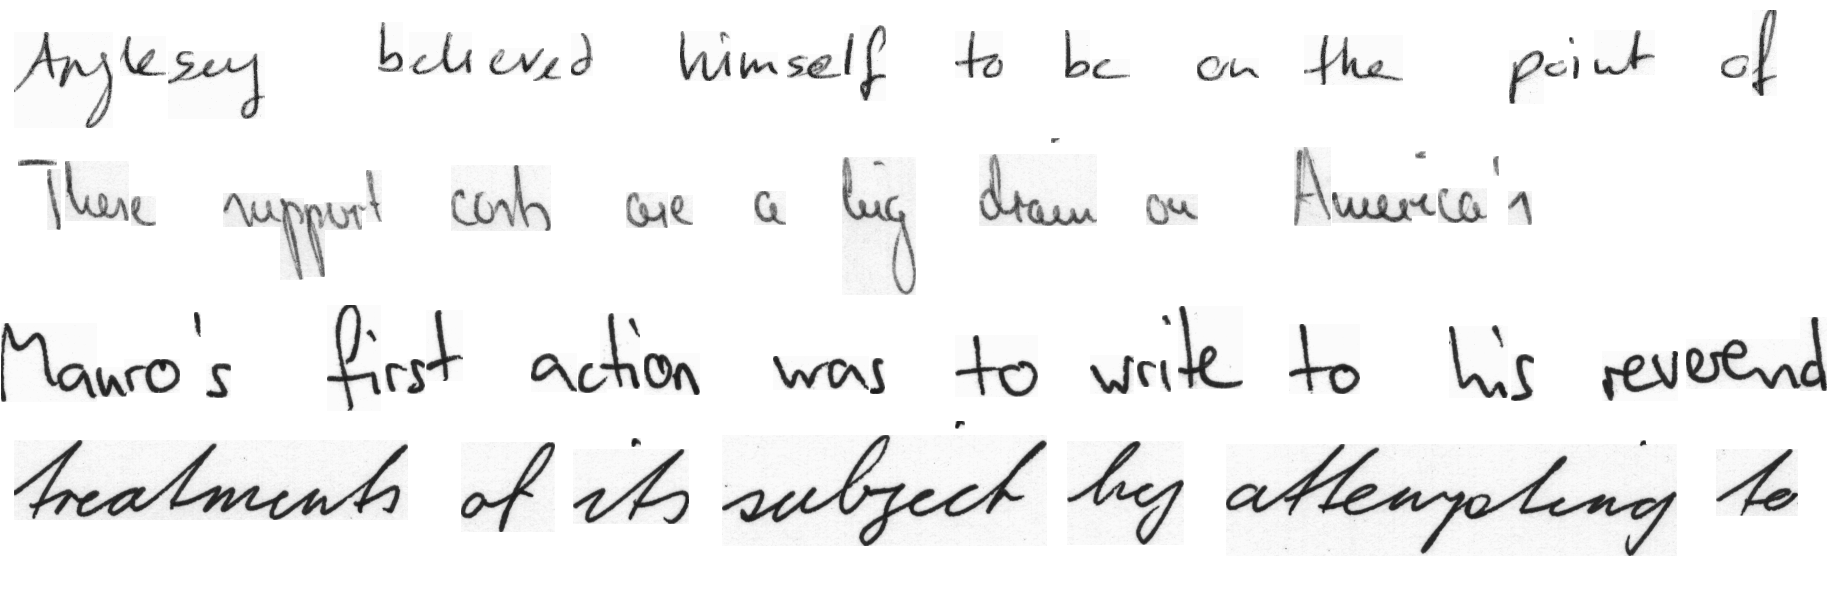 Anglesey believed himself to be on the point of
These support costs are a big drain on America's
Mauro's first action was to write to his reverend
treatments of its subject by attempting to